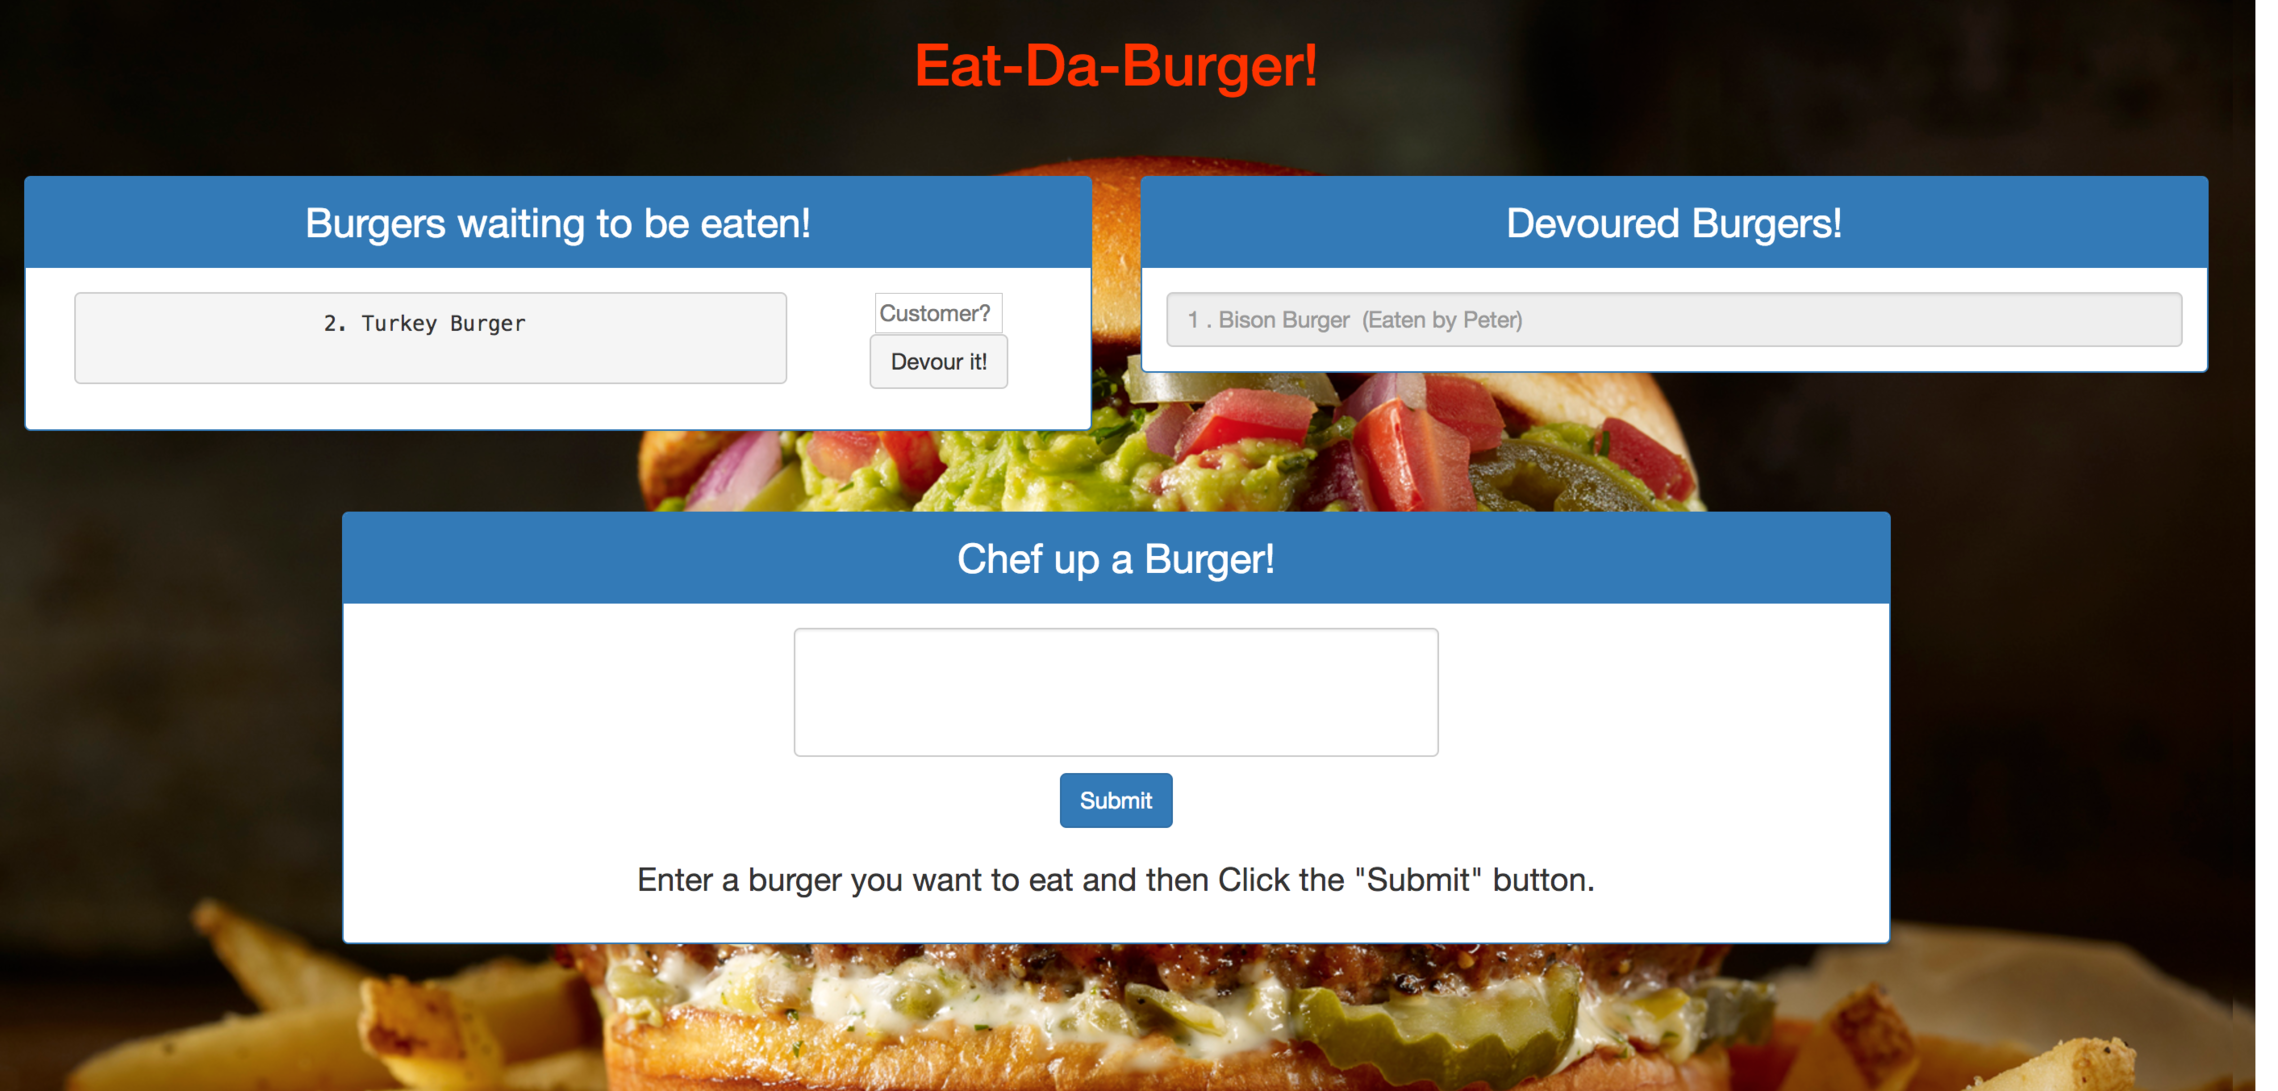 Eat-Da-Burger!
Burgers waiting to be eaten!
2. Turkey Burger
Customer?
Devour it!
Devoured Burgers!
1 . Bison Burger (Eaten by Peter)
Chef up a Burger!
Submit
Enter a burger you want to eat and then Click the "Submit" button.